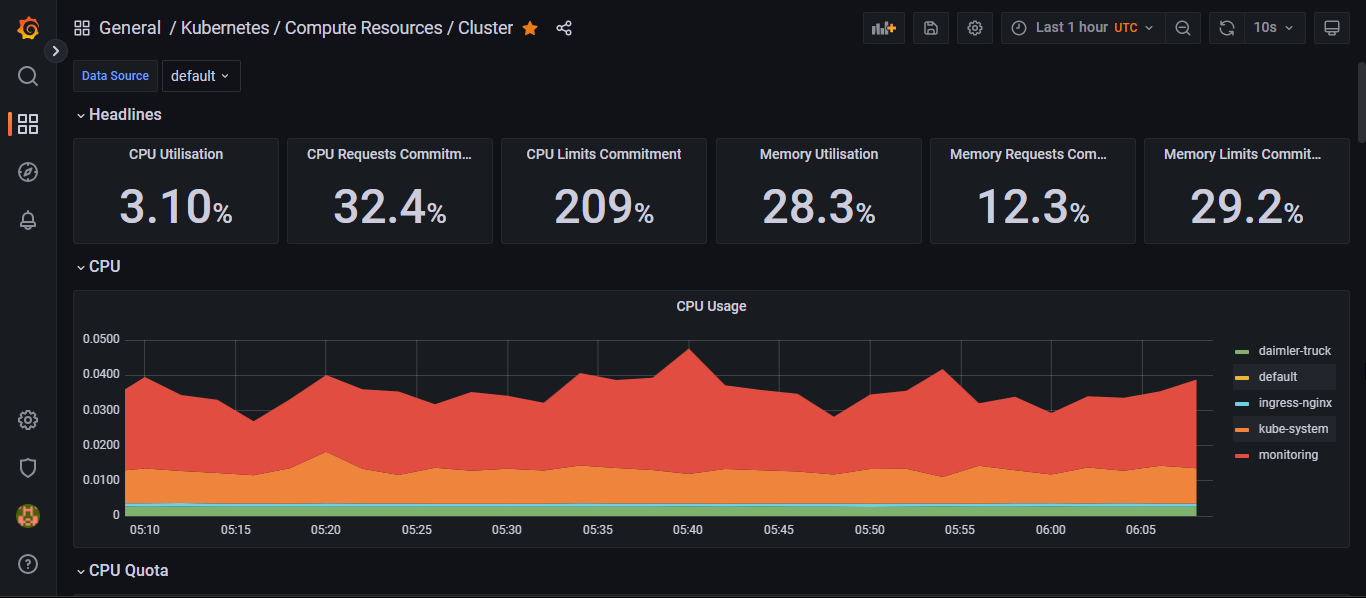 General / Kubernetes / Compute Resources / Cluster
Last 1 hour UTC
10s
Data Source default
Headlines
CPU Utilisation
3.10%
CPU Requests Commitm...
32.4%
CPU Limits Commitment
209%
Memory Utilisation
28.3%
Memory Requests Com...
12.3%
Memory Limits Commit...
29.2%
CPU
CPU Usage
0.0500
0.0400
0.0300
0.0200
0.0100
0
05:10 05:15 05:20 05:25 05:30 05:35 05:40 05:45 05:50 05:55 06:00 06:05
daimler-truck
default
ingress-nginx
kube-system
monitoring
CPU Quota